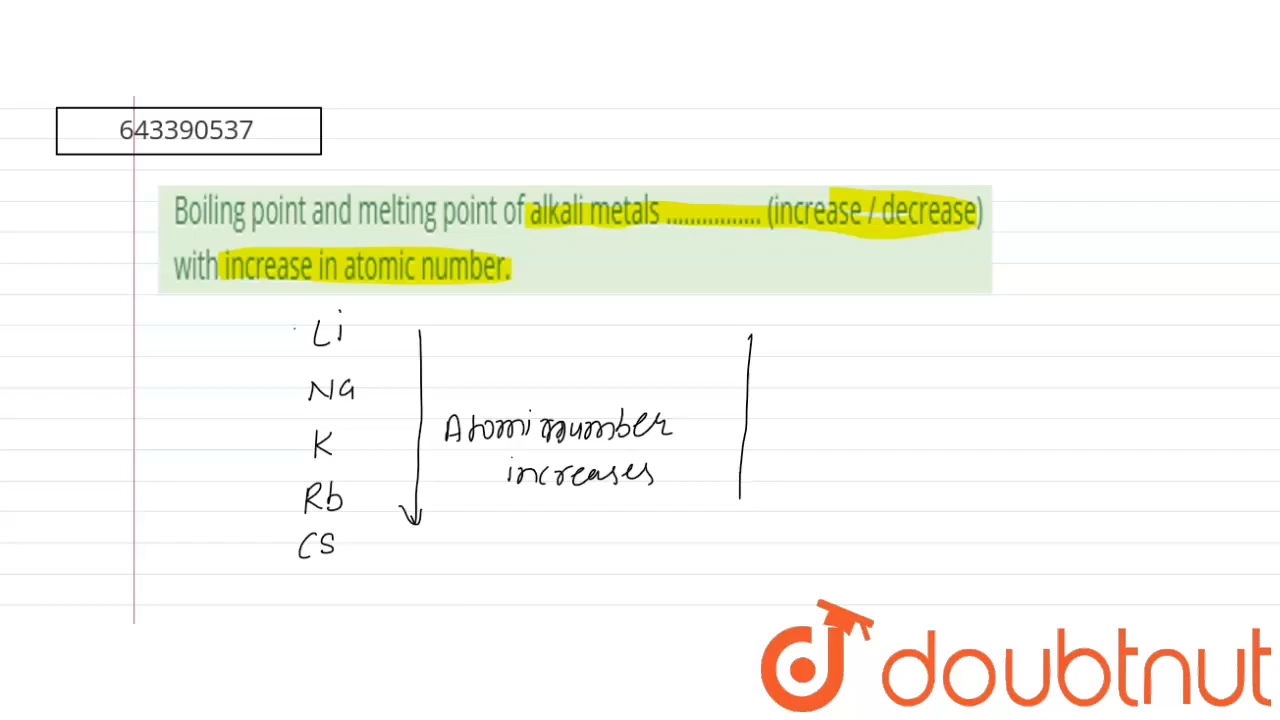 643390537
Boiling point and melting point of alkali metals ................ (increase / decrease)
with increase in atomic number.
Li
Na
K
Atomi number
increases
Rb
CS
doubtnut